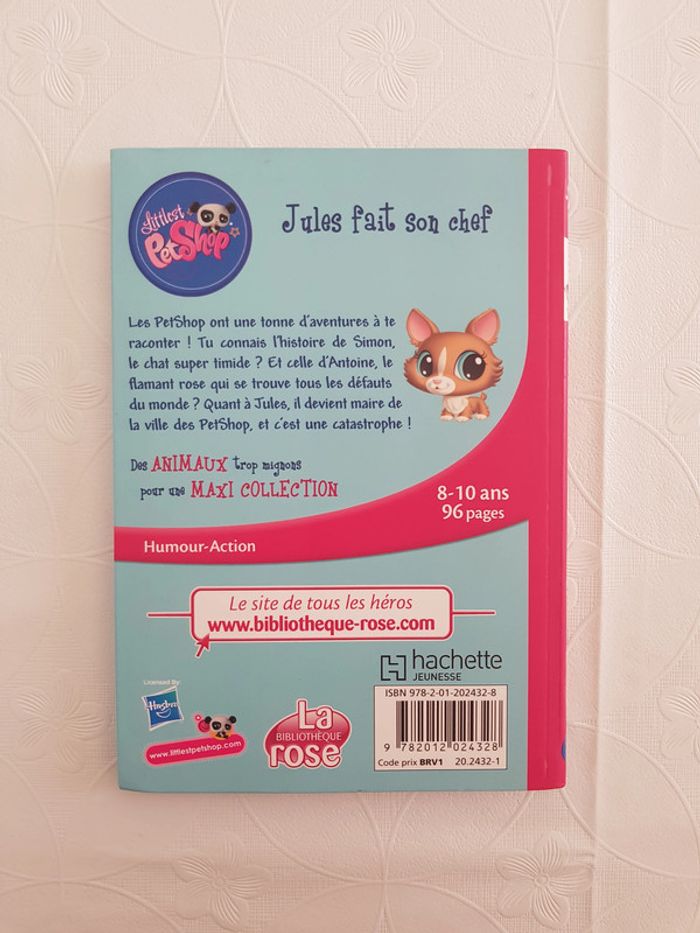 Littlest
PetShop
Jules fait son chef
Les PetShop ont une tonne d'aventures à te
raconter ! Tu connais l'histoire de Simon,
le chat super timide ? Et celle d'Antoine, le
flamant rose qui se trouve tous les défauts
du monde ? Quant à Jules, il devient maire de
la ville des PetShop, et c'est une catastrophe !
Des ANIMAUX trop mignons
pour une MAXI COLLECTION
8-10 ans
96 pages
Humour-Action
Le site de tous les héros
www.bibliotheque-rose.com
hachette
JEUNESSE
Licensed By:
Hasbro
www.littlestpetshop.com
La
BIBLIOTHÈQUE
rose
ISBN 978-2-01-202432-8
9 782012 024328
Code prix BRV1 20.2432-1